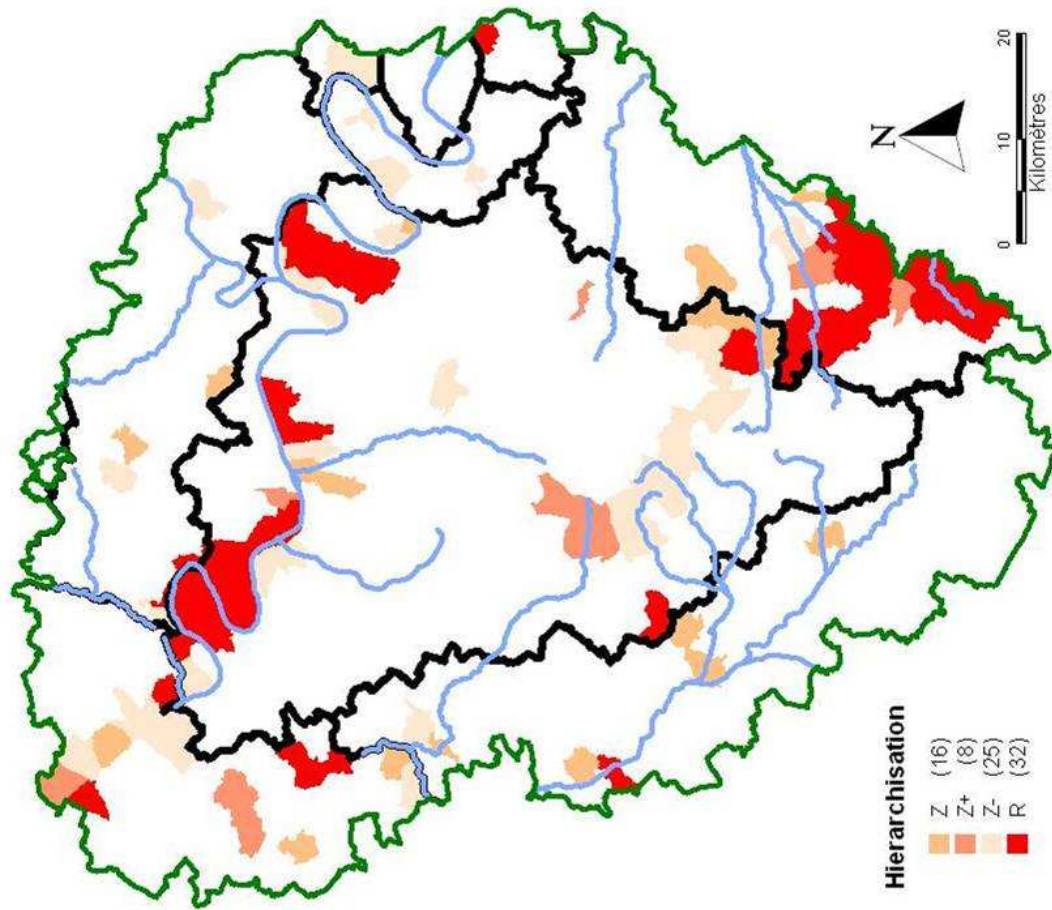 N
0 10 20
Kilomètres
Hierarchisation
Z (16)
Z+ (8)
Z- (25)
R (32)